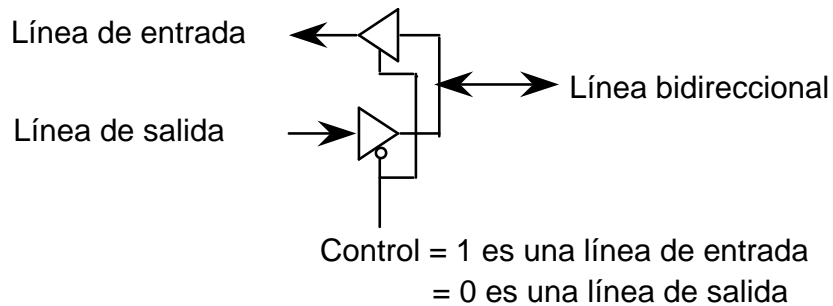 Línea de entrada
Línea bidireccional
Línea de salida
Control = 1 es una línea de entrada
= 0 es una línea de salida